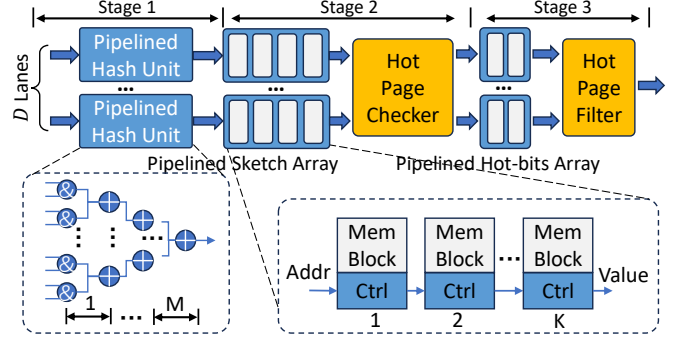 Stage 1
Stage 2
Stage 3
D Lanes
Pipelined
Hash Unit
...
Pipelined
Hash Unit
...
Hot
Page
Checker
...
Hot
Page
Filter
Pipelined Sketch Array
Pipelined Hot-bits Array
&
&
&
&
...
1
...
M
Addr
Mem
Block
Ctrl
1
Mem
Block
Ctrl
2
...
Mem
Block
Ctrl
K
Value